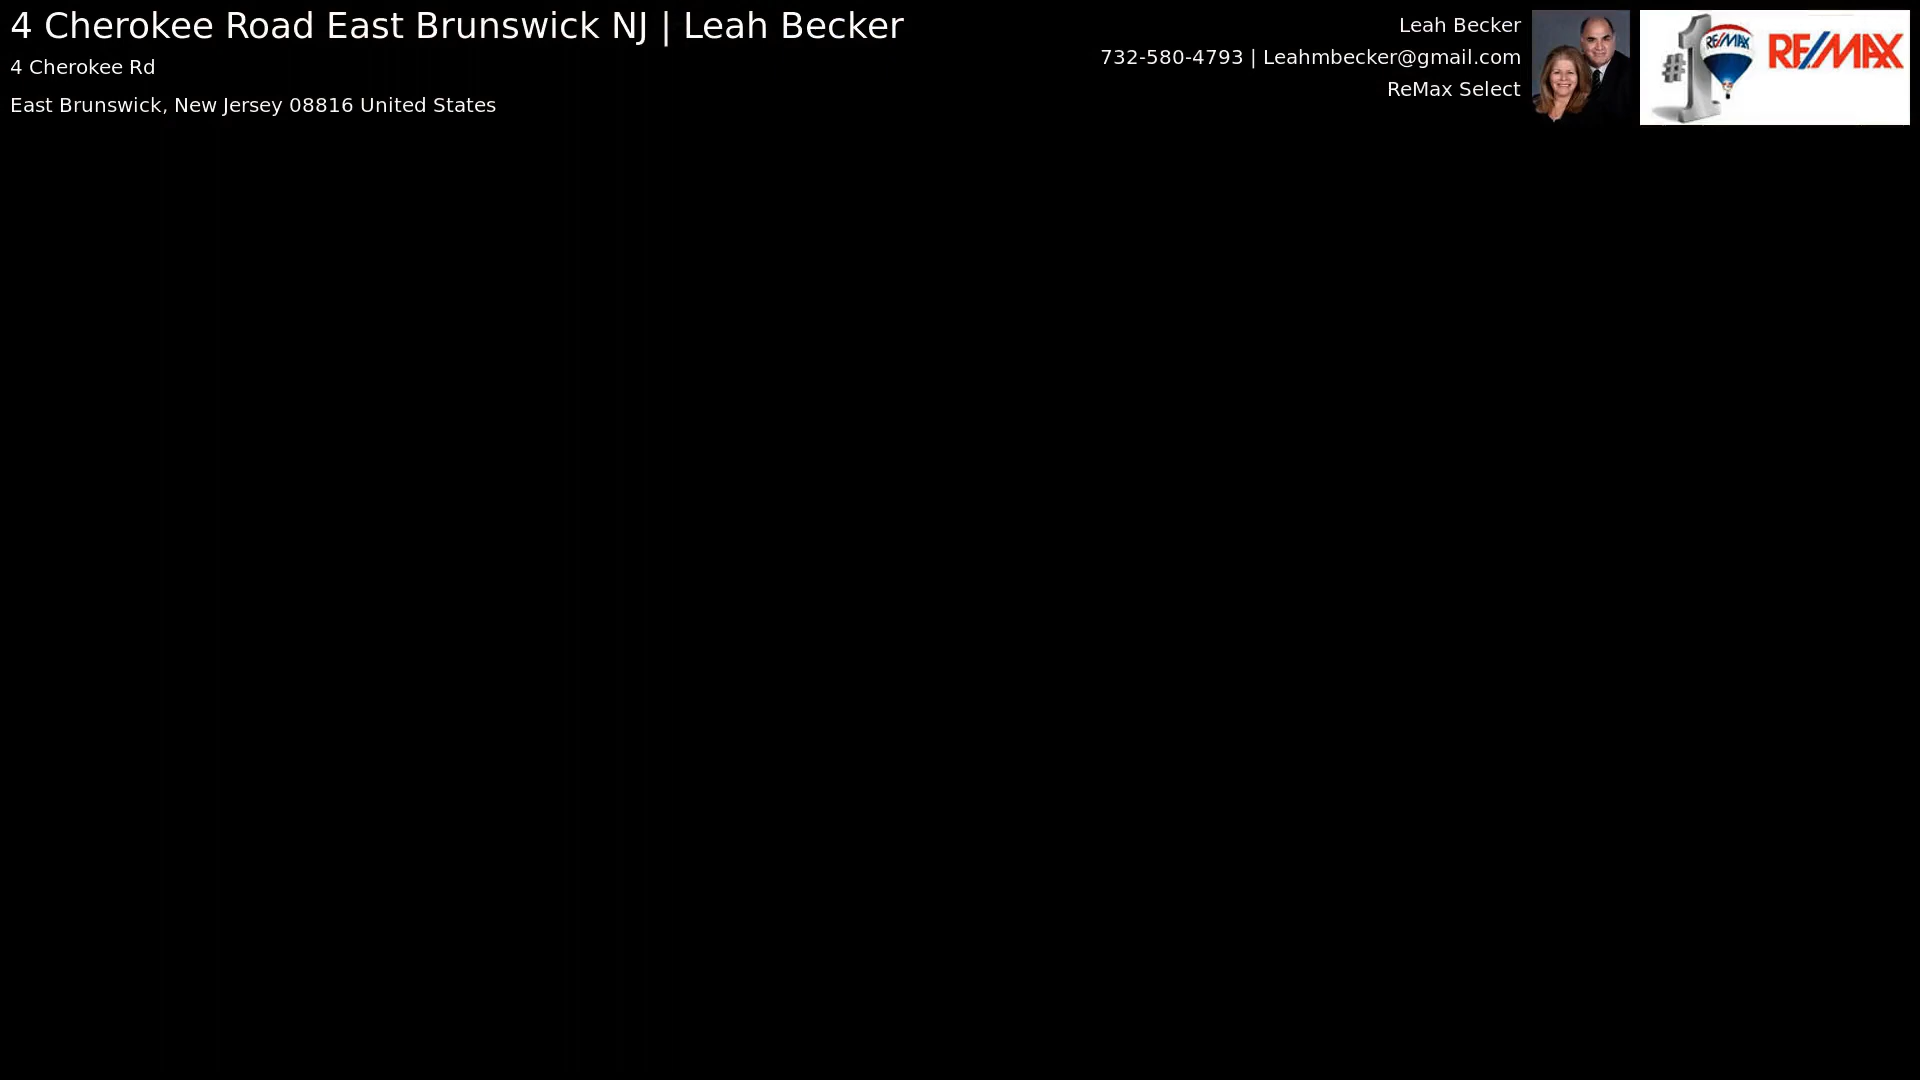 4 Cherokee Road East Brunswick NJ | Leah Becker
4 Cherokee Rd
East Brunswick, New Jersey 08816 United States
Leah Becker
732-580-4793 | Leahmbecker@gmail.com
ReMax Select
#1
RE/MAX
RE/MAX